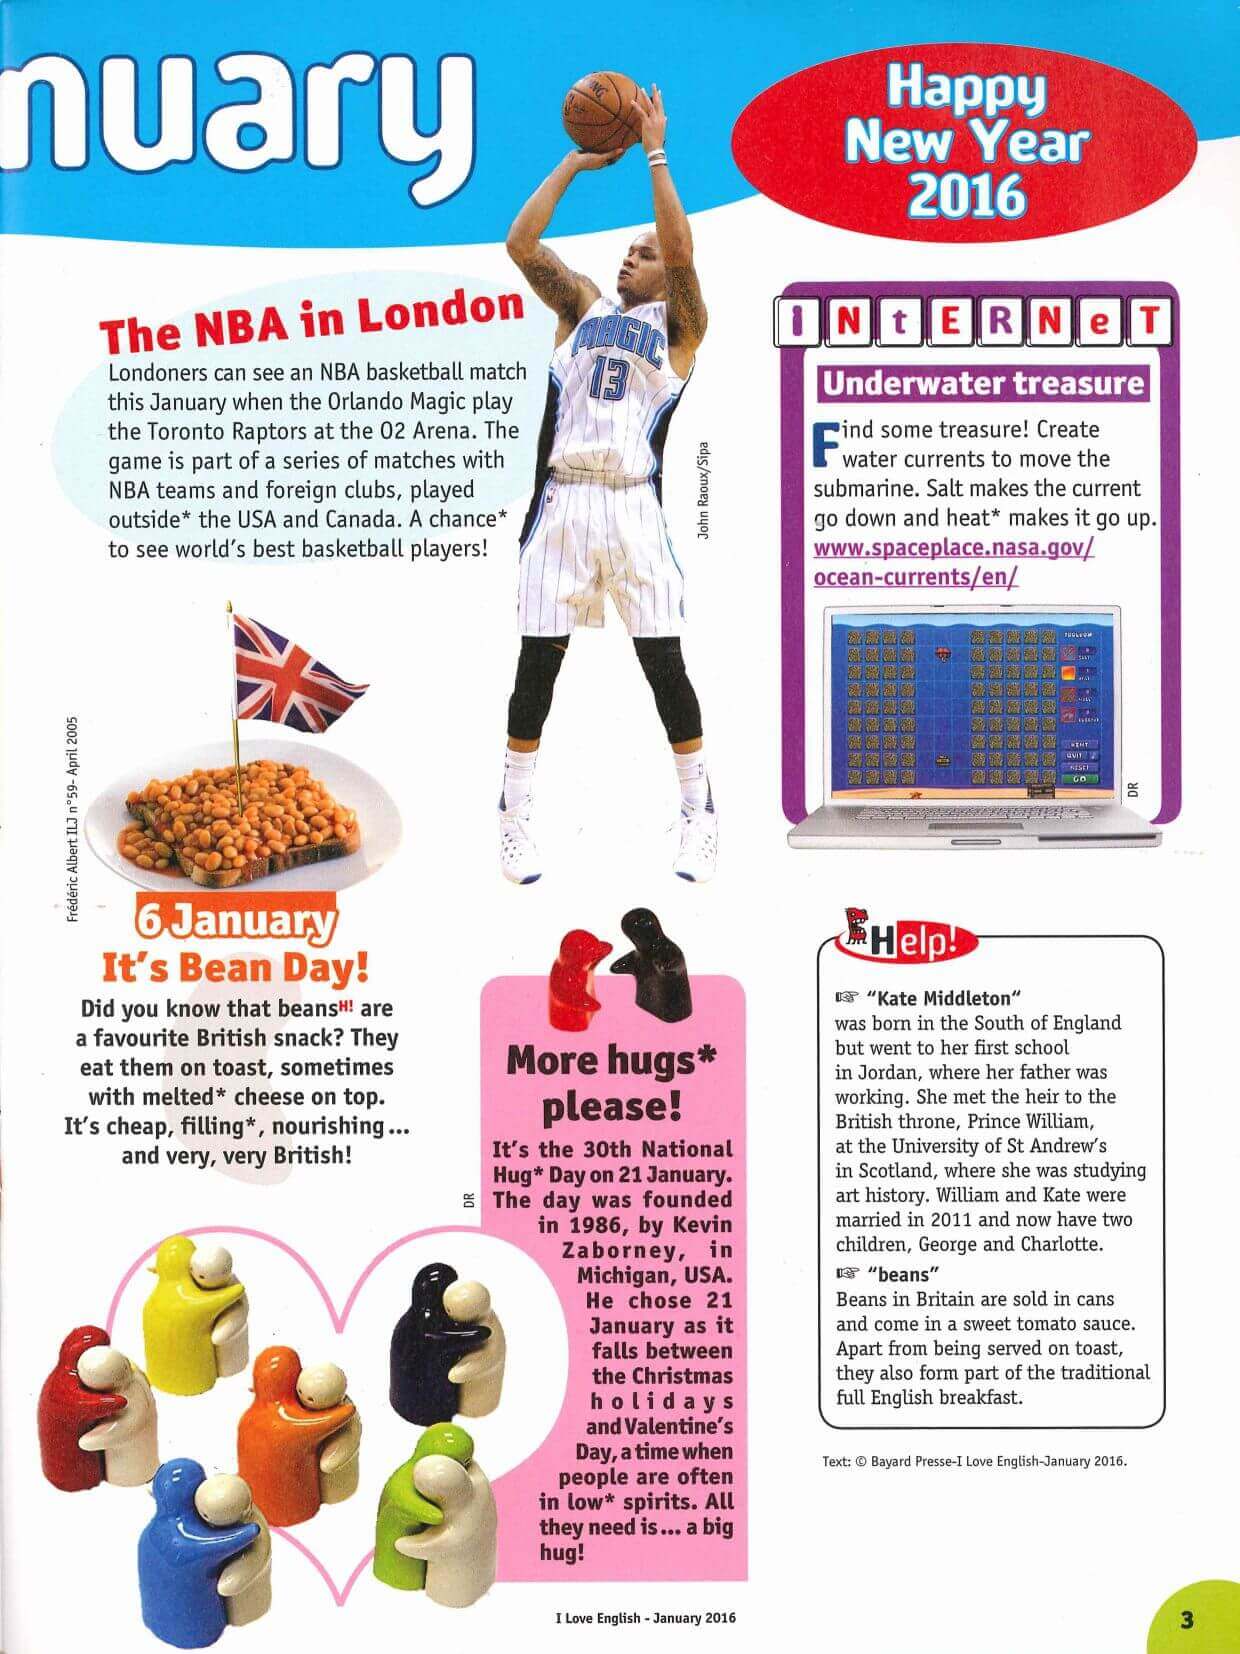 nuary
Happy
New Year
2016
MAGIC
13
The NBA in London
Londoners can see an NBA basketball match
this January when the Orlando Magic play
the Toronto Raptors at the O2 Arena. The
game is part of a series of matches with
NBA teams and foreign clubs, played
outside* the USA and Canada. A chance*
to see world's best basketball players!
John Raoux/Sipa
iNtERNeT
Underwater treasure
Find some treasure! Create
water currents to move the
submarine. Salt makes the current
go down and heat* makes it go up.
www.spaceplace.nasa.gov/
ocean-currents/en/
HINT
QUIT
RESET
GO
DR
Frédéric Albert ILJ n°59- April 2005
6 January
It's Bean Day!
Did you know that beansH! are
a favourite British snack? They
eat them on toast, sometimes
with melted* cheese on top.
It's cheap, filling*, nourishing...
and very, very British!
More hugs*
please!
It's the 30th National
Hug* Day on 21 January.
The day was founded
in 1986, by Kevin
Zaborney, in
Michigan, USA.
He chose 21
January as it
falls between
the Christmas
holidays
and Valentine's
Day, a time when
people are often
in low* spirits. All
they need is... a big
hug!
DR
Help!
☞ "Kate Middleton"
was born in the South of England
but went to her first school
in Jordan, where her father was
working. She met the heir to the
British throne, Prince William,
at the University of St Andrew's
in Scotland, where she was studying
art history. William and Kate were
married in 2011 and now have two
children, George and Charlotte.
☞ "beans"
Beans in Britain are sold in cans
and come in a sweet tomato sauce.
Apart from being served on toast,
they also form part of the traditional
full English breakfast.
Text: © Bayard Presse-I Love English-January 2016.
I Love English - January 2016
3